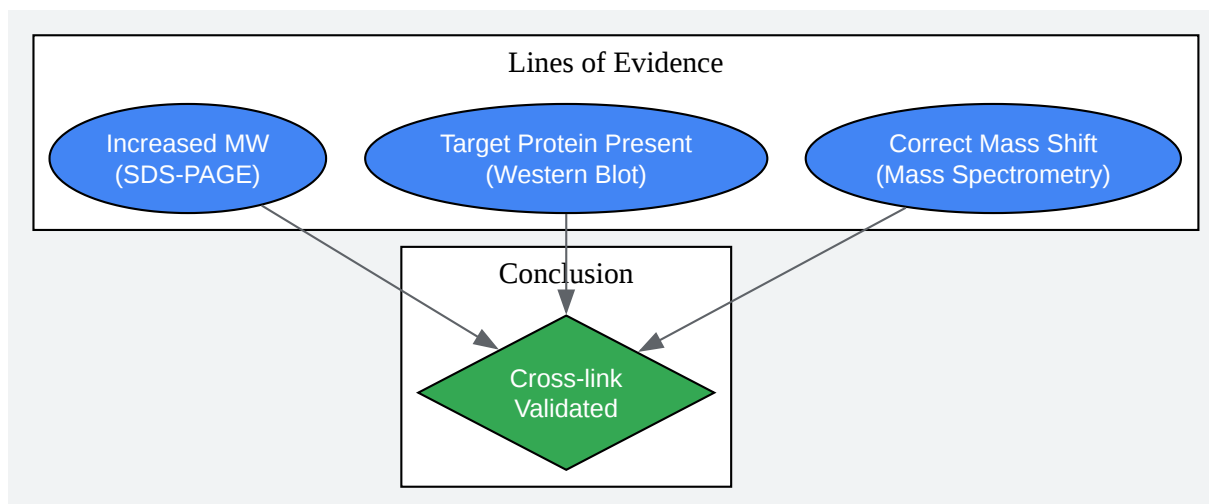 Lines of Evidence
Increased MW
(SDS-PAGE)
Target Protein Present
(Western Blot)
Correct Mass Shift
(Mass Spectrometry)
Conclusion
Cross-link
Validated